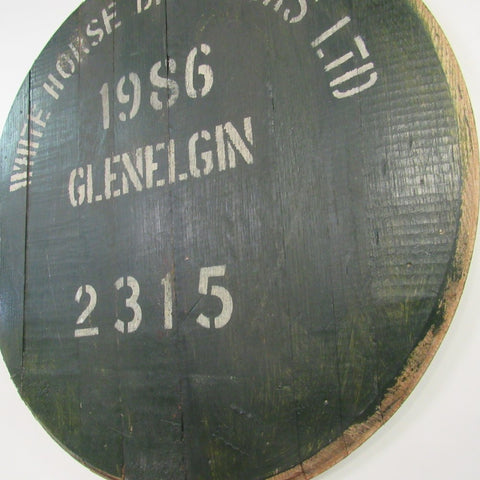 WHITE HORSE LTD
1986
GLENELGIN
2315